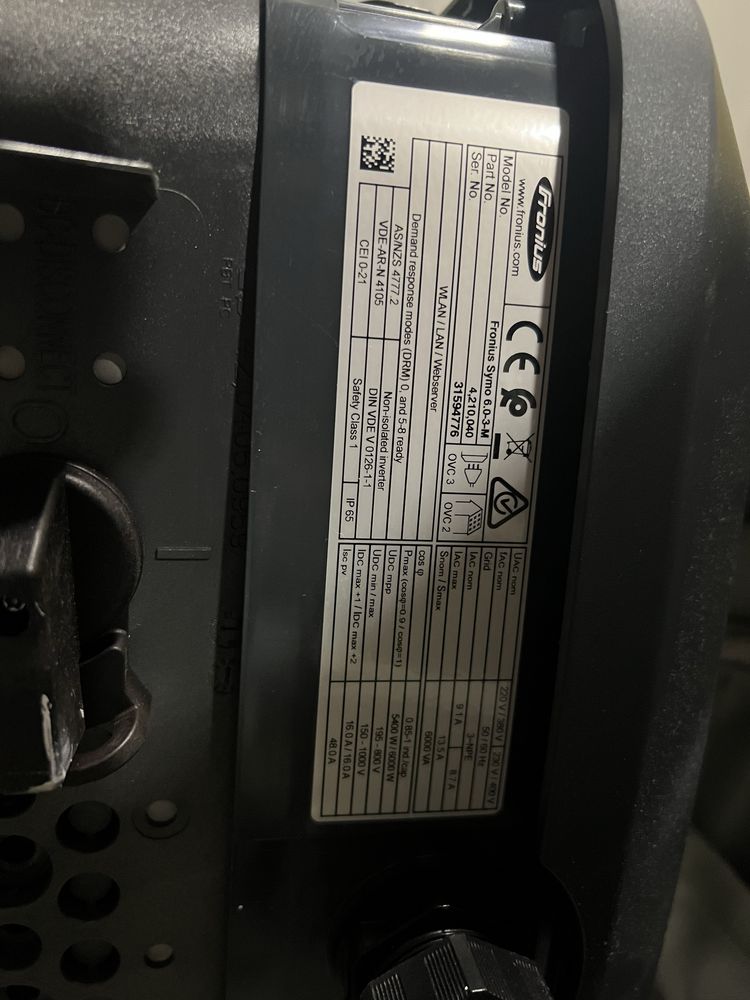 Fronius
www.fronius.com
Model No. Fronius Symo 6.0-3-M
Part No. 4,210,040
Ser. No. 31594776
OVC 3 OVC 2
WLAN / LAN / Webserver
Demand response modes (DRM) 0, and 5-8 ready
AS/NZS 4777.2 Non-isolated inverter
VDE-AR-N 4105 DIN VDE V 0126-1-1
CEI 0-21 Safety Class 1 IP 65
UAC nom 220 V / 380 V 230 V / 400 V
fAC nom 50 / 60 Hz
Grid 3~NPE
IAC nom 9.1 A 8.7 A
IAC max 13.5 A
Snom / Smax 6000 VA
cos φ 0.85-1 ind./cap.
Pmax (cosφ=0.9 / cosφ=1) 5400 W / 6000 W
UDC mpp 195 - 800 V
UDC min / max 150 - 1000 V
IDC max +1 / IDC max +2 16.0 A / 16.0 A
Isc pv 48.0 A